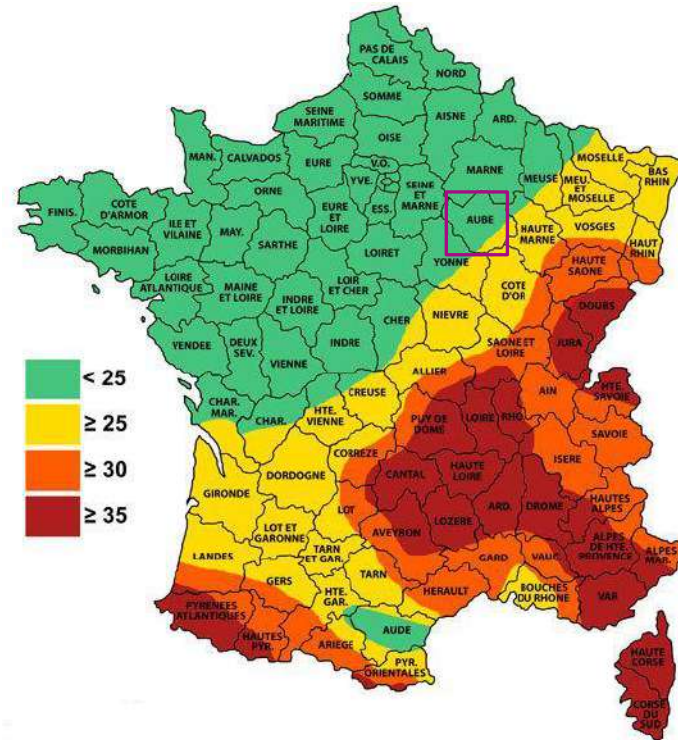 PAS DE
CALAIS
NORD
SOMME
SEINE
MARITIME
AISNE
ARD.
OISE
MAN.
CALVADOS
EURE
V.O.
MARNE
MEUSE
MOSELLE
BAS
RHIN
MEU.
ET
MOSELLE
YVE.
SEINE
ET
MARNE
ORNE
FINIS.
COTE
D'ARMOR
ILE ET
VILAINE
MAY.
EURE
ET
LOIRE
ESS.
AUBE
HAUTE
MARNE
VOSGES
HAUT
RHIN
MORBIHAN
SARTHE
LOIRET
YONNE
HAUTE
SAONE
LOIRE
ATLANTIQUE
MAINE
ET LOIRE
LOIR
ET CHER
INDRE
ET LOIRE
COTE
D'OR
DOUBS
CHER
NIEVRE
VENDEE
DEUX
SEV.
VIENNE
INDRE
SAONE ET
LOIRE
JURA
ALLIER
< 25
≥ 25
≥ 30
≥ 35
CHAR.
MAR.
CHAR.
HTE.
VIENNE
CREUSE
PUY DE
DOME
LOIRE
RHO.
AIN
HTE.
SAVOIE
SAVOIE
CORREZE
ISERE
GIRONDE
DORDOGNE
CANTAL
HAUTE
LOIRE
LOT
HAUTES
ALPES
LOT ET
GARONNE
AVEYRON
LOZERE
ARD.
DROME
LANDES
TARN
ET GAR.
TARN
GARD
VAUC.
ALPES
DE HTE.
PROVENCE
ALPES
MAR.
GERS
HTE.
GAR.
HERAULT
BOUCHES
DU RHONE
VAR
PYRENEES
ATLANTIQUES
HAUTES
PYR.
ARIEGE
AUDE
PYR.
ORIENTALES
HAUTE
CORSE
CORSE
DU
SUD